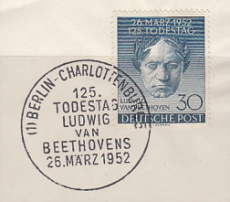 26. MÄRZ 1952
125. TODESTAG
LUDWIG
VAN BEETHOVEN
30
DEUTSCHE POST
(1) BERLIN-CHARLOTTENBURG
125.
TODESTAG
LUDWIG
VAN
BEETHOVENS
26.MÄRZ 1952